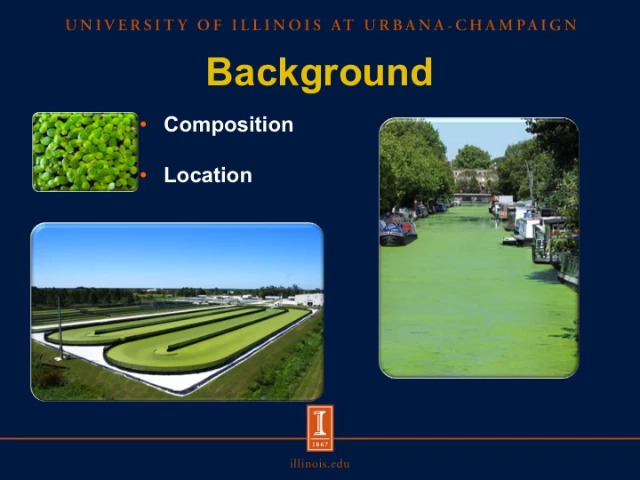 UNIVERSITY OF ILLINOIS AT URBANA-CHAMPAIGN
Background
• Composition
• Location
I
1867
illinois.edu